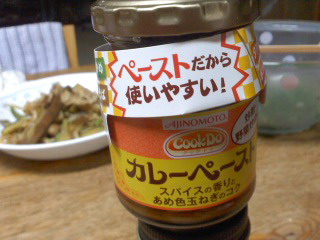 ペーストだから
使いやすい!
AJINOMOTO
Cook Do
カレーペースト
スパイスの香りと
あめ色玉ねぎのコク